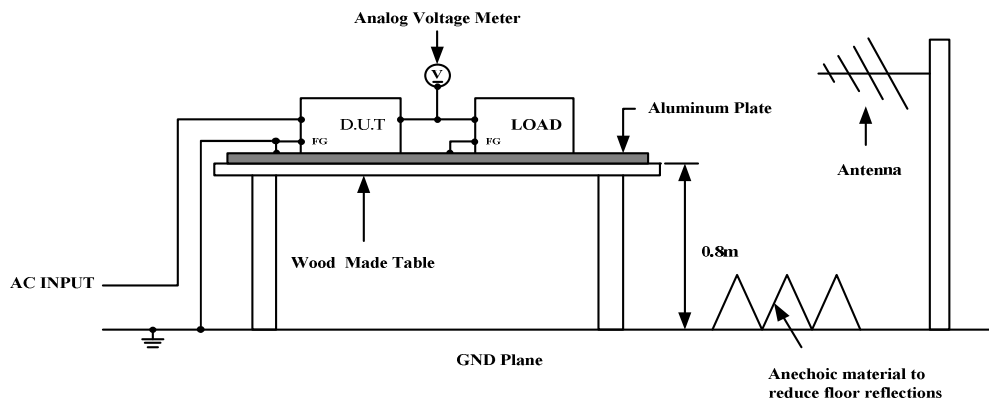 Analog Voltage Meter
V
D.U.T
LOAD
FG
FG
Aluminum Plate
Antenna
Wood Made Table
0.8m
AC INPUT
GND Plane
Anechoic material to
reduce floor reflections